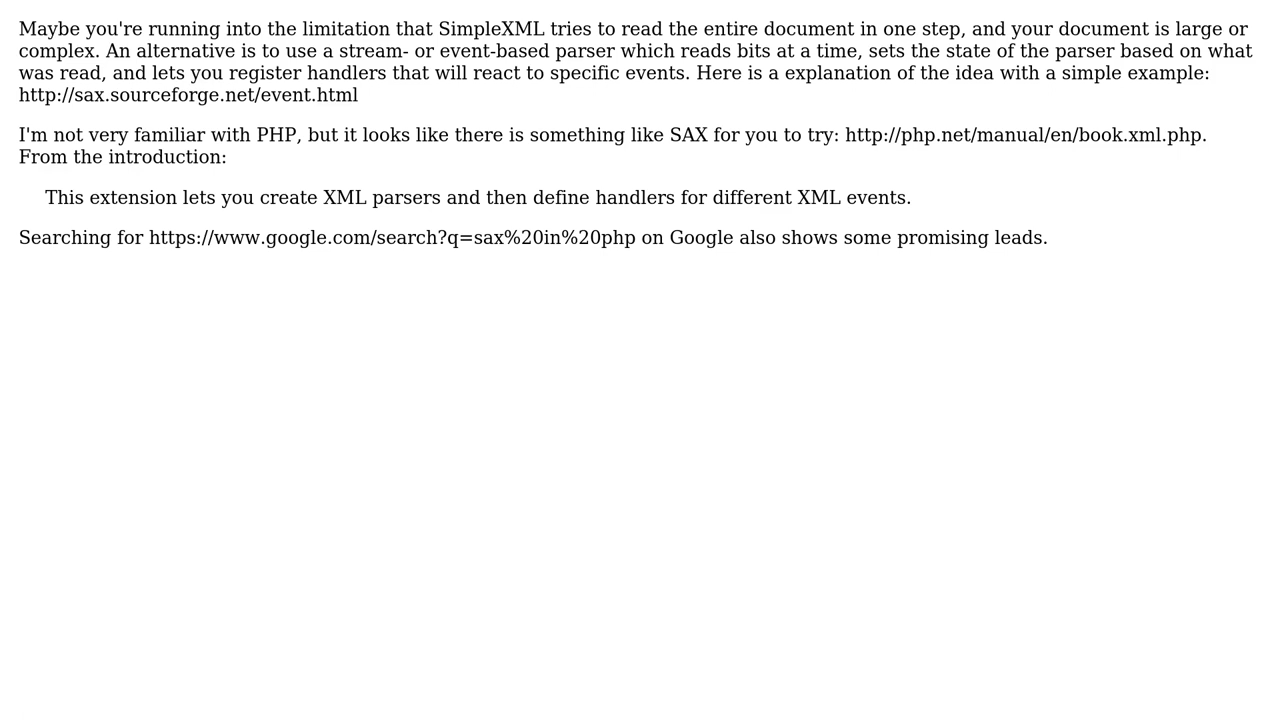 Maybe you're running into the limitation that SimpleXML tries to read the entire document in one step, and your document is large or
complex. An alternative is to use a stream- or event-based parser which reads bits at a time, sets the state of the parser based on what
was read, and lets you register handlers that will react to specific events. Here is a explanation of the idea with a simple example:
http://sax.sourceforge.net/event.html
I'm not very familiar with PHP, but it looks like there is something like SAX for you to try: http://php.net/manual/en/book.xml.php.
From the introduction:
This extension lets you create XML parsers and then define handlers for different XML events.
Searching for https://www.google.com/search?q=sax%20in%20php on Google also shows some promising leads.